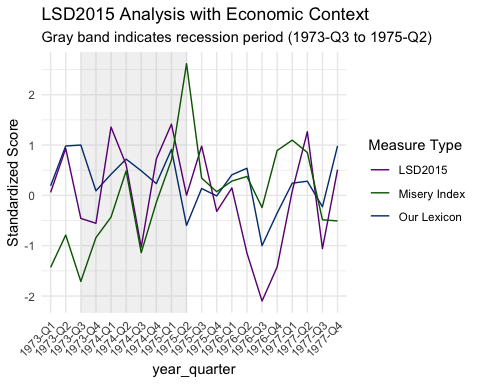 LSD2015 Analysis with Economic Context
Gray band indicates recession period (1973-Q3 to 1975-Q2)
Standardized Score
2
1
0
-1
-2
1973-Q1
1973-Q2
1973-Q3
1973-Q4
1974-Q1
1974-Q2
1974-Q3
1974-Q4
1975-Q1
1975-Q2
1975-Q3
1975-Q4
1976-Q1
1976-Q2
1976-Q3
1976-Q4
1977-Q1
1977-Q2
1977-Q3
1977-Q4
year_quarter
Measure Type
LSD2015
Misery Index
Our Lexicon